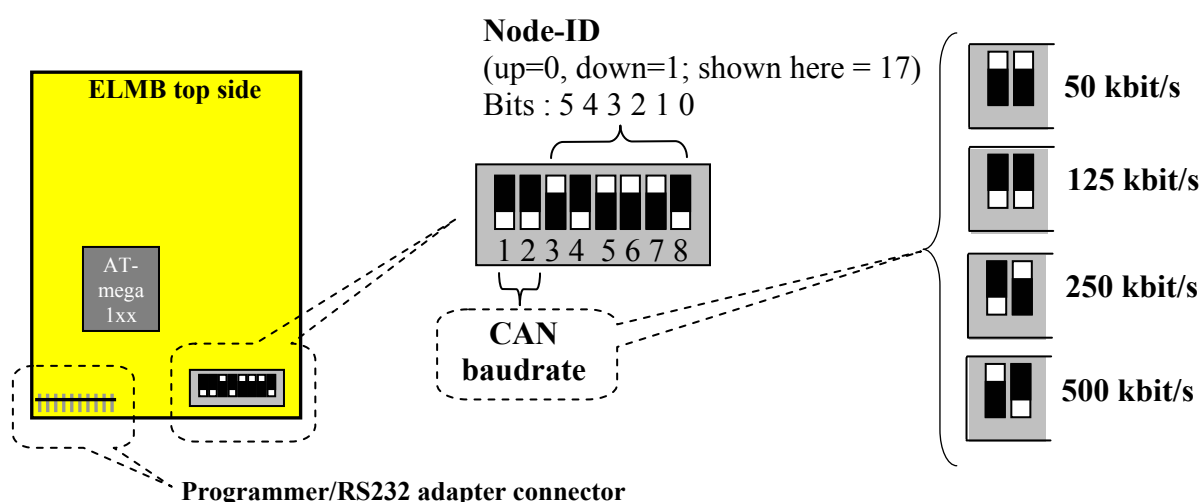 Node-ID
(up=0, down=1; shown here = 17)
Bits : 5 4 3 2 1 0
ELMB top side
50 kbit/s
125 kbit/s
1 2 3 4 5 6 7 8
AT-
mega
1xx
250 kbit/s
CAN
baudrate
500 kbit/s
Programmer/RS232 adapter connector